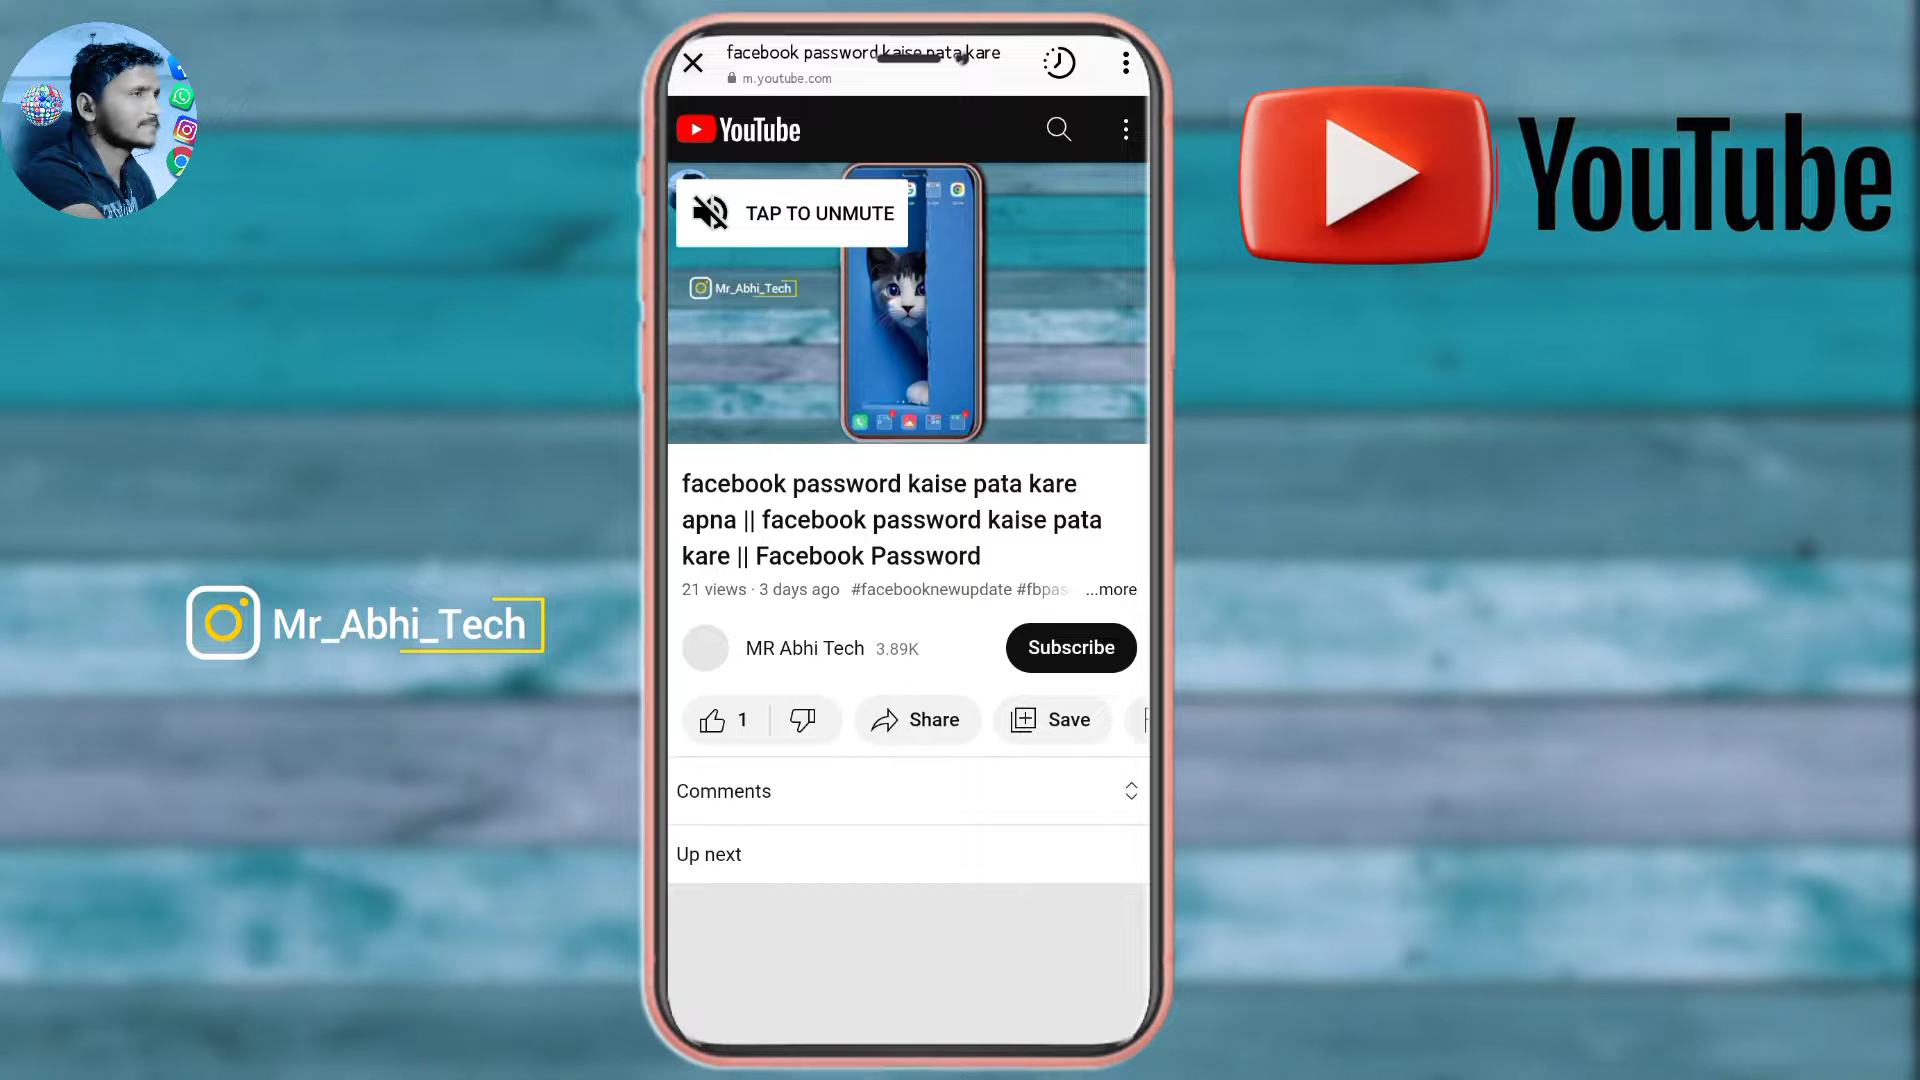 facebook password kaise pata kare
m.youtube.com
YouTube
YouTube
TAP TO UNMUTE
Mr_Abhi_Tech
facebook password kaise pata kare
apna || facebook password kaise pata
kare || Facebook Password
21 views · 3 days ago #facebooknewupdate #fbpas ...more
Mr_Abhi_Tech
MR Abhi Tech 3.89K
Subscribe
1
Share
Save
Comments
Up next